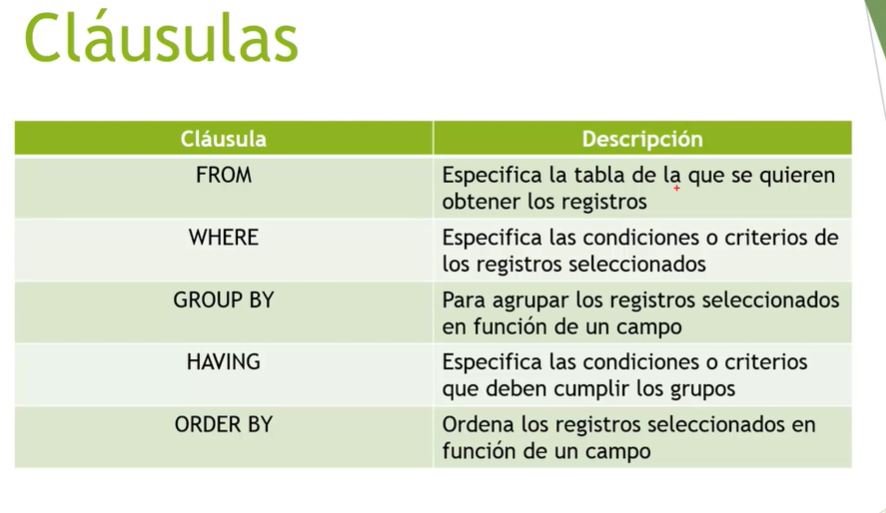 Cláusulas
Cláusula Descripción
FROM Especifica la tabla de la que se quieren
obtener los registros
WHERE Especifica las condiciones o criterios de
los registros seleccionados
GROUP BY Para agrupar los registros seleccionados
en función de un campo
HAVING Especifica las condiciones o criterios
que deben cumplir los grupos
ORDER BY Ordena los registros seleccionados en
función de un campo